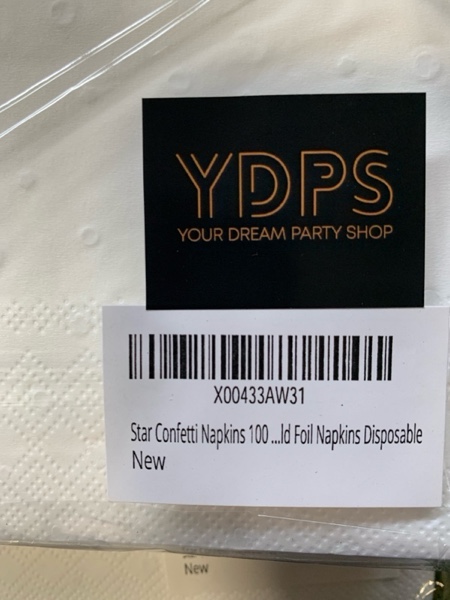 YDPS
YOUR DREAM PARTY SHOP
X00433AW31
Star Confetti Napkins 100 ...ld Foil Napkins Disposable
New
New